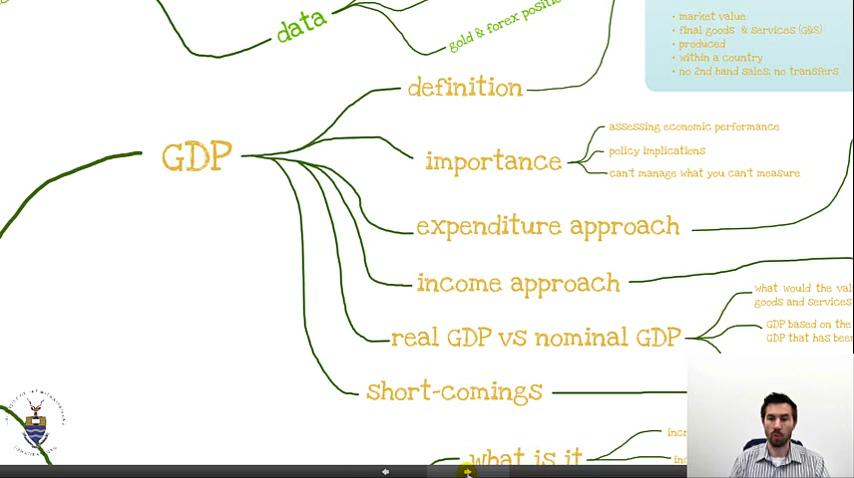 data
gold & forex positi
• market value
• final goods & services (G&S)
• produced
• within a country
• no 2nd hand sales; no transfers
definition
GDP
importance
assessing economic performance
policy implications
can't manage what you can't measure
expenditure approach
income approach
real GDP vs nominal GDP
what would the val
goods and services
GDP based on the
GDP that has been
short-comings
what is it
incr
inc